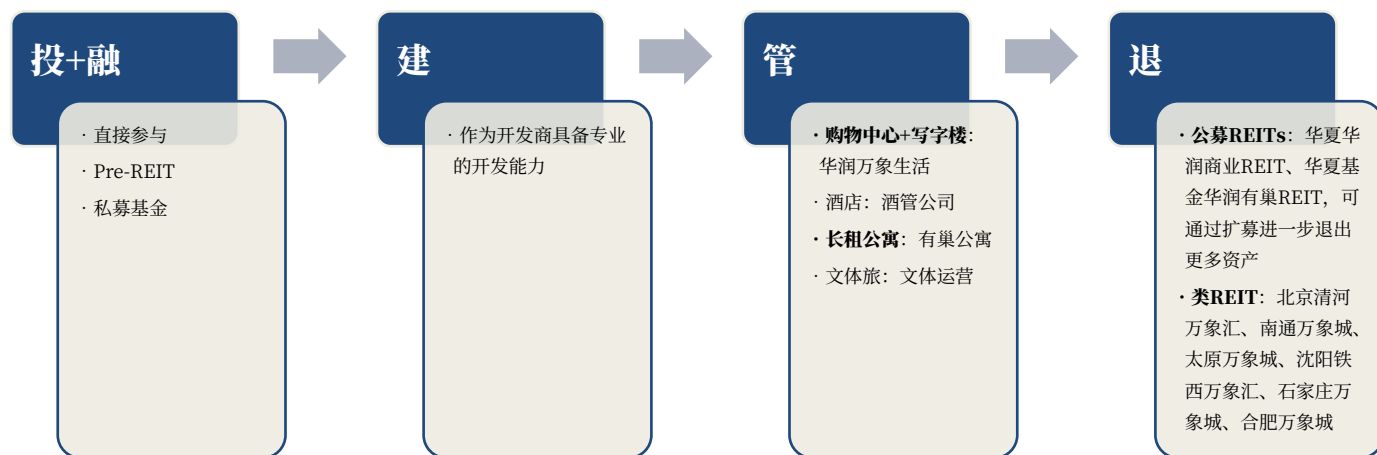 投+融
· 直接参与
· Pre-REIT
· 私募基金
建
· 作为开发商具备专业
的开发能力
管
· 购物中心+写字楼：
华润万象生活
· 酒店：酒管公司
· 长租公寓：有巢公寓
· 文体旅：文体运营
退
· 公募REITs：华夏华
润商业REIT、华夏基
金华润有巢REIT，可
通过扩募进一步退出
更多资产
· 类REIT：北京清河
万象汇、南通万象城、
太原万象城、沈阳铁
西万象汇、石家庄万
象城、合肥万象城